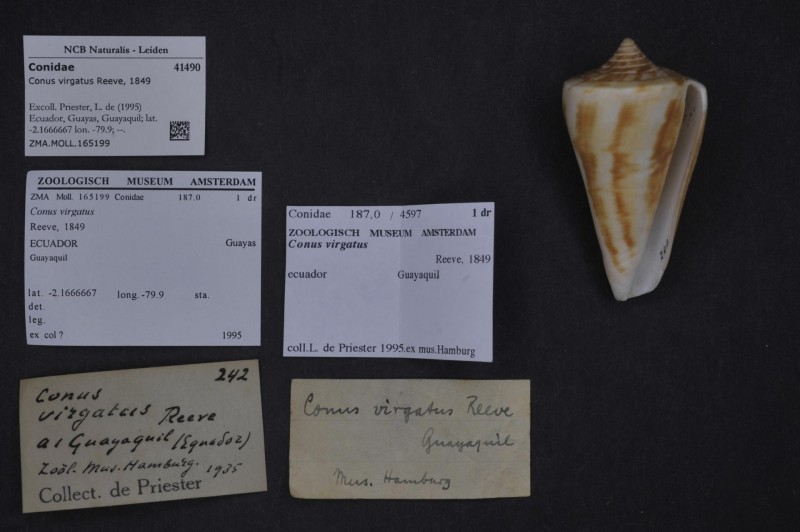 NCB Naturalis - Leiden
Conidae 41490
Conus virgatus Reeve, 1849
Excoll. Priester, L. de (1995)
Ecuador, Guayas, Guayaquil; lat.
-2.1666667 lon. -79.9; --.
ZMA.MOLL.165199
ZOOLOGISCH MUSEUM AMSTERDAM
ZMA Moll. 165199 Conidae 187.0 1 dr
Conus virgatus
Reeve, 1849
ECUADOR Guayas
Guayaquil
lat. -2.1666667 long. -79.9 sta.
det.
leg.
ex col? 1995
Conidae 187,0 / 4597 1 dr
ZOOLOGISCH MUSEUM AMSTERDAM
Conus virgatus
Reeve, 1849
ecuador Guayaquil
coll.L. de Priester 1995.ex mus.Hamburg
242
Conus
virgatus Reeve
a1 Guayaquil (Equador)
Zoöl. Mus. Hamburg. 1935
Collect. de Priester
Conus virgatus Reeve
Guayaquil
Mus. Hamburg
242